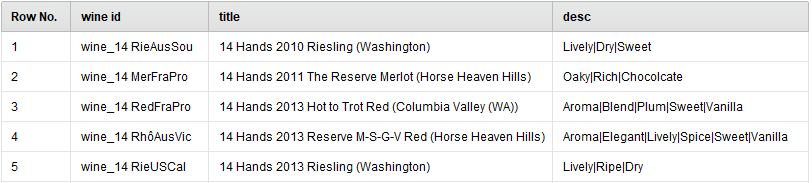 Row No. wine id title desc
1 wine_14 RieAusSou 14 Hands 2010 Riesling (Washington) Lively|Dry|Sweet
2 wine_14 MerFraPro 14 Hands 2011 The Reserve Merlot (Horse Heaven Hills) Oaky|Rich|Chocolcate
3 wine_14 RedFraPro 14 Hands 2013 Hot to Trot Red (Columbia Valley (WA)) Aroma|Blend|Plum|Sweet|Vanilla
4 wine_14 RhôAusVic 14 Hands 2013 Reserve M-S-G-V Red (Horse Heaven Hills) Aroma|Elegant|Lively|Spice|Sweet|Vanilla
5 wine_14 RieUSCal 14 Hands 2013 Riesling (Washington) Lively|Ripe|Dry